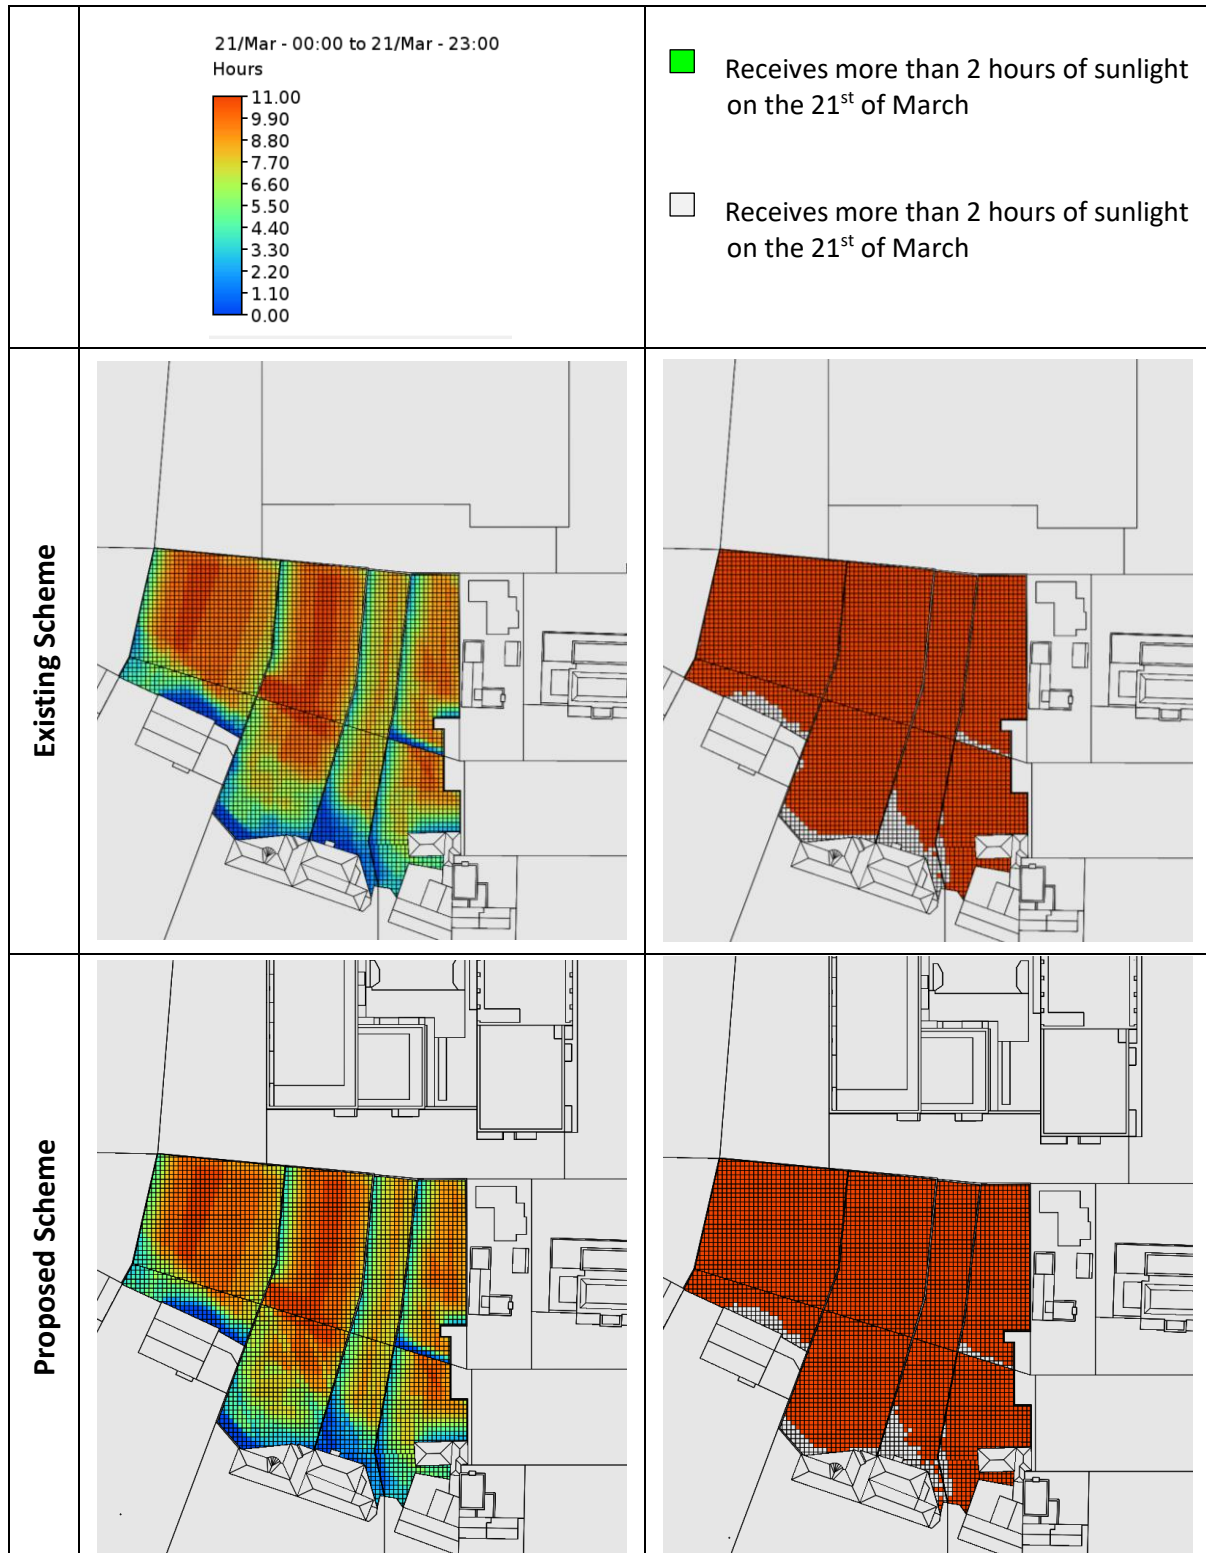 21/Mar - 00:00 to 21/Mar - 23:00
Hours
11.00
9.90
8.80
7.70
6.60
5.50
4.40
3.30
2.20
1.10
0.00
Receives more than 2 hours of sunlight
on the 21st of March
Receives more than 2 hours of sunlight
on the 21st of March
Existing Scheme
Proposed Scheme